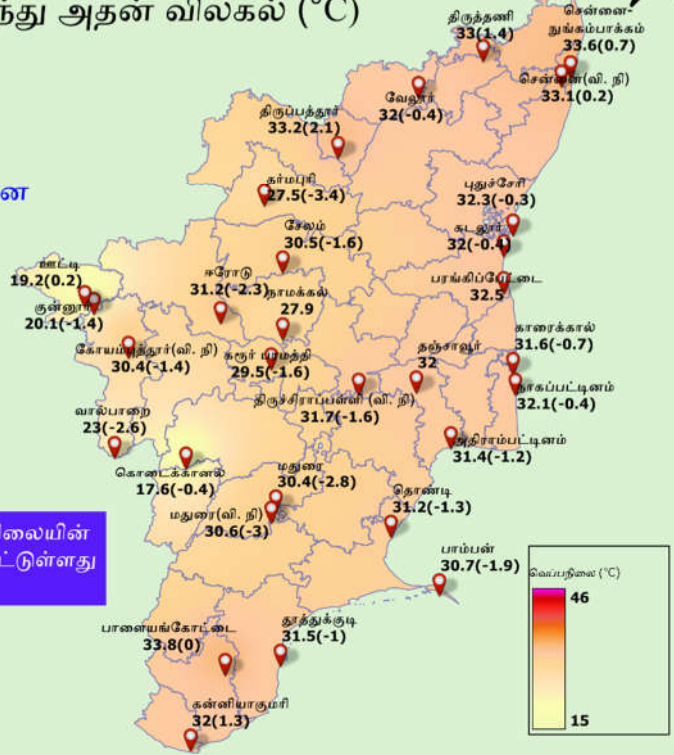 ந்து அதன் விலகல் (°C)
திருத்தணி
33(1.4)
சென்னை-
நுங்கம்பாக்கம்
33.6(0.7)
சென்னை(வி. நி)
33.1(0.2)
வேலூர்
32(-0.4)
திருப்பத்தூர்
33.2(2.1)
தர்மபுரி
27.5(-3.4)
புதுச்சேரி
32.3(-0.3)
கடலூர்
32(-0.4)
சேலம்
30.5(-1.6)
ஊட்டி
19.2(0.2)
குன்னூர்
20.1(-1.4)
ஈரோடு
31.2(-2.3)
நாமக்கல்
27.9
பரங்கிப்பேட்டை
32.5
காரைக்கால்
31.6(-0.7)
கோயம்புத்தூர்(வி. நி)
30.4(-1.4)
கரூர் பரமத்தி
29.5(-1.6)
தஞ்சாவூர்
32
நாகப்பட்டினம்
32.1(-0.4)
திருச்சிராப்பள்ளி (வி. நி)
31.7(-1.6)
வால்பாறை
23(-2.6)
அதிராம்பட்டினம்
31.4(-1.2)
கொடைக்கானல்
17.6(-0.4)
மதுரை
30.4(-2.8)
மதுரை(வி. நி)
30.6(-3)
தொண்டி
31.2(-1.3)
னை
ிலையின்
ட்டுள்ளது
பாம்பன்
30.7(-1.9)
பாளையங்கோட்டை
33.8(0)
தூத்துக்குடி
31.5(-1)
கன்னியாகுமரி
32(1.3)
வெப்பநிலை (°C)
46
15